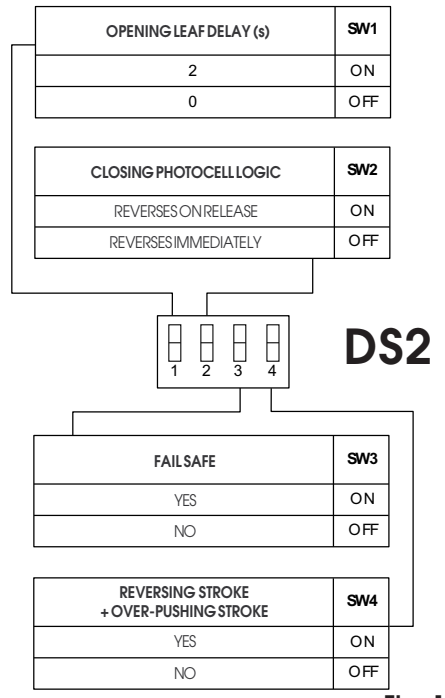 OPENING LEAF DELAY (s) SW1
2 ON
0 OFF
CLOSING PHOTOCELL LOGIC SW2
REVERSES ON RELEASE ON
REVERSES IMMEDIATELY OFF
1 2 3 4
DS2
FAIL SAFE SW3
YES ON
NO OFF
REVERSING STROKE
+ OVER-PUSHING STROKE SW4
YES ON
NO OFF